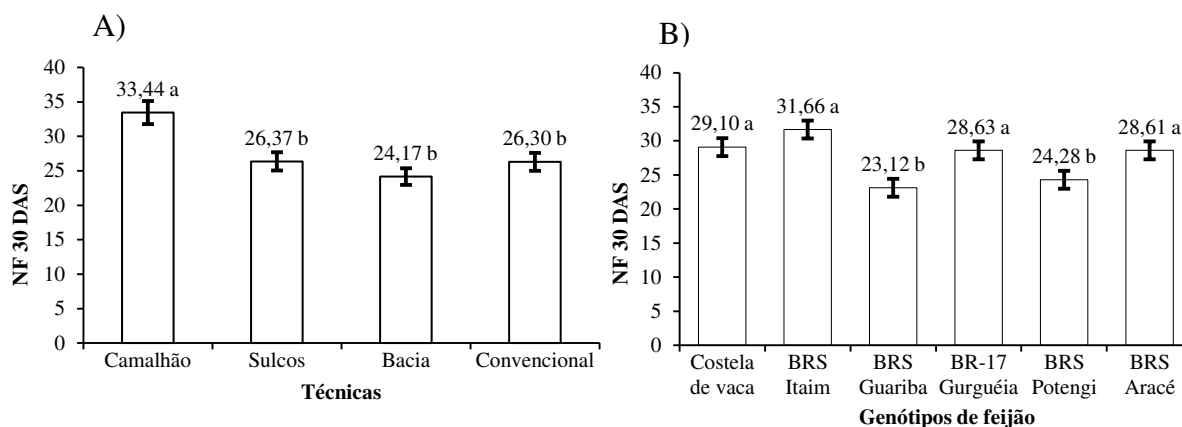 A)
40
35
30
25
20
15
10
5
0
NF 30 DAS
33,44 a
26,37 b
24,17 b
26,30 b
Camalhão Sulcos Bacia Convencional
Técnicas
B)
40
35
30
25
20
15
10
5
0
NF 30 DAS
29,10 a
31,66 a
23,12 b
28,63 a
24,28 b
28,61 a
Costela BRS BRS BR-17 BRS BRS
de vaca Itaim Guariba Gurguéia Potengi Aracé
Genótipos de feijão